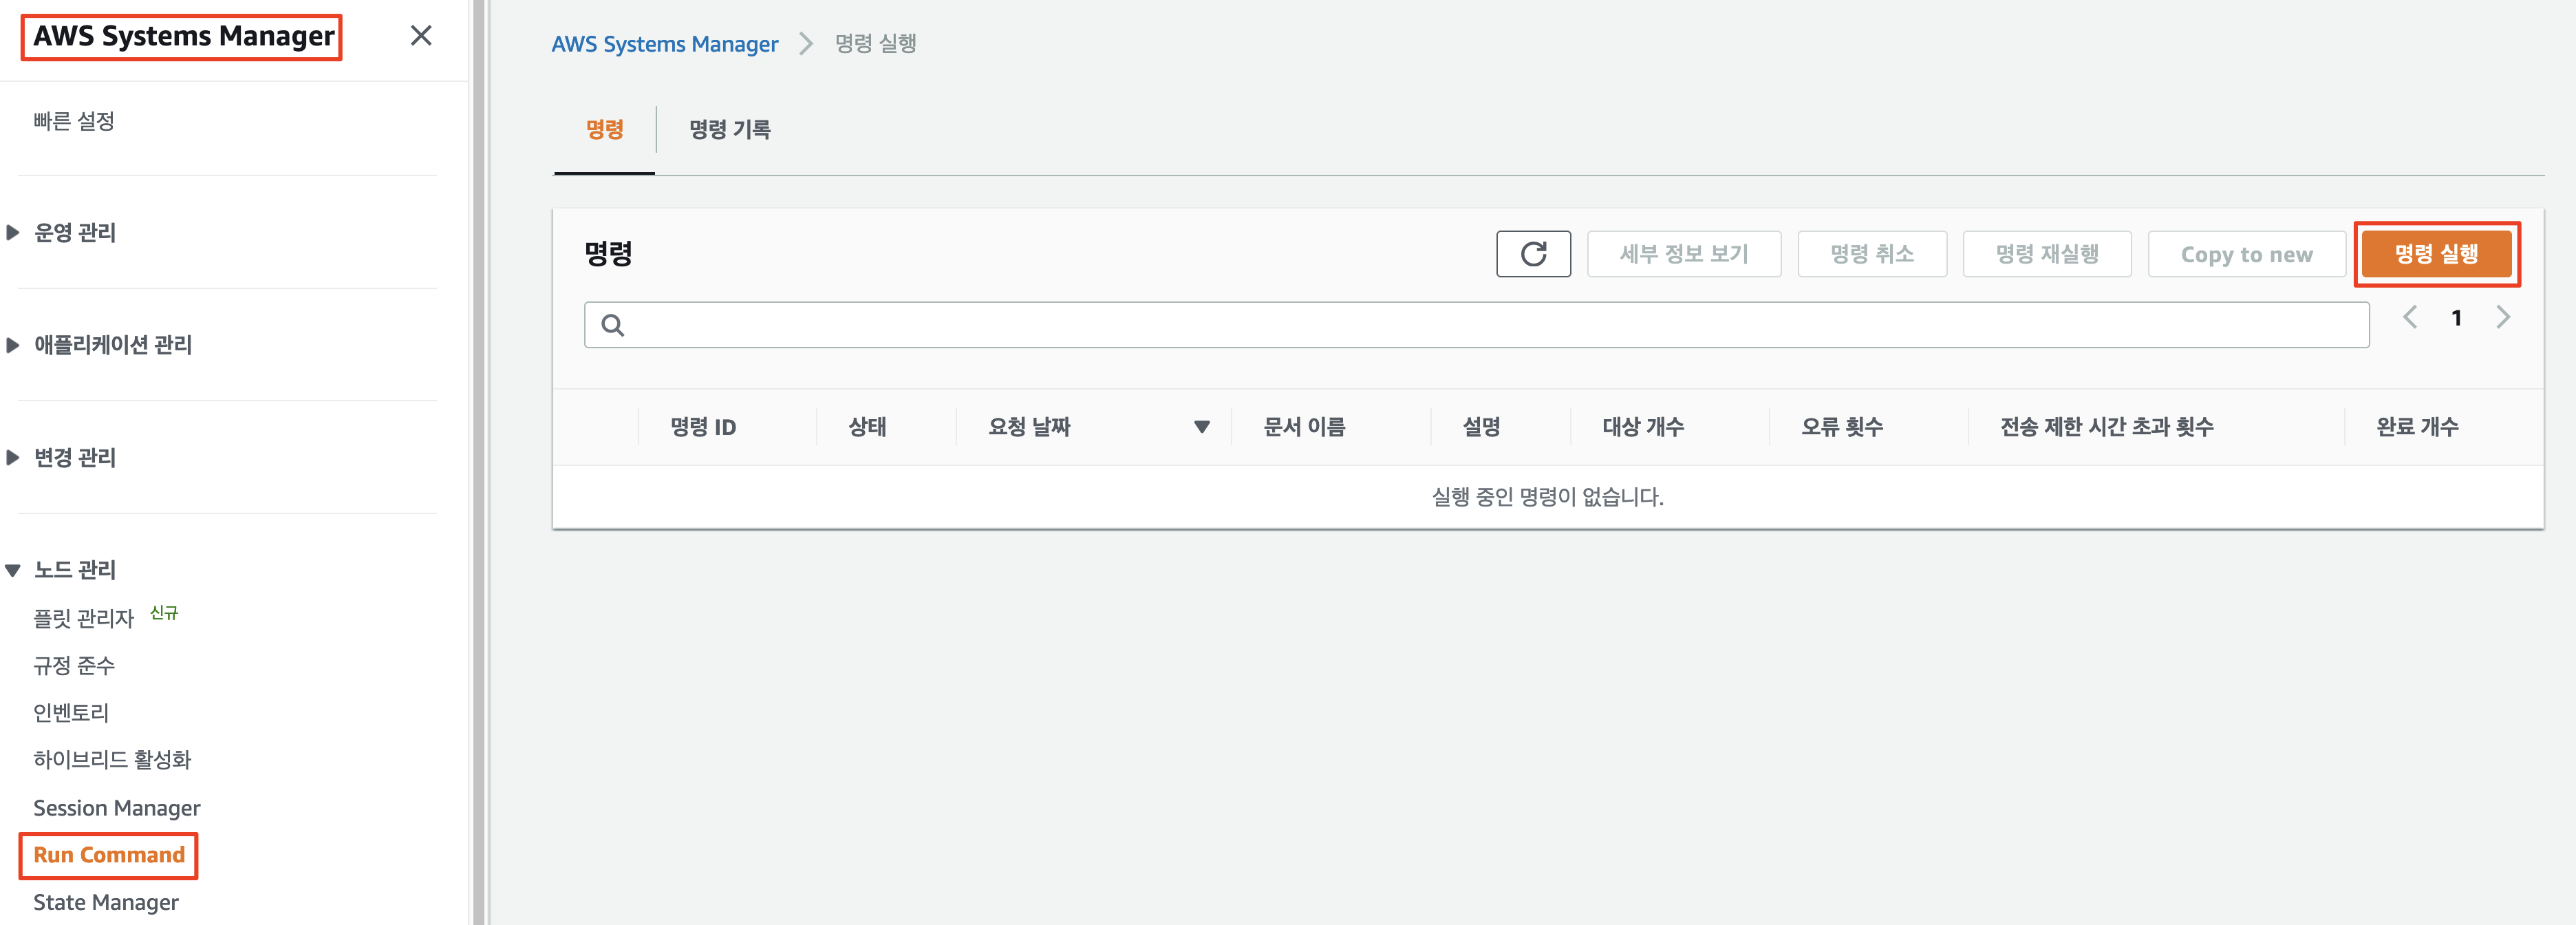 AWS Systems Manager
빠른 설정
운영 관리
애플리케이션 관리
변경 관리
노드 관리
플릿 관리자 신규
규정 준수
인벤토리
하이브리드 활성화
Session Manager
Run Command
State Manager
AWS Systems Manager 명령 실행
명령 명령 기록
명령 세부 정보 보기 명령 취소 명령 재실행 Copy to new 명령 실행
1
명령 ID 상태 요청 날짜 문서 이름 설명 대상 개수 오류 횟수 전송 제한 시간 초과 횟수 완료 개수
실행 중인 명령이 없습니다.